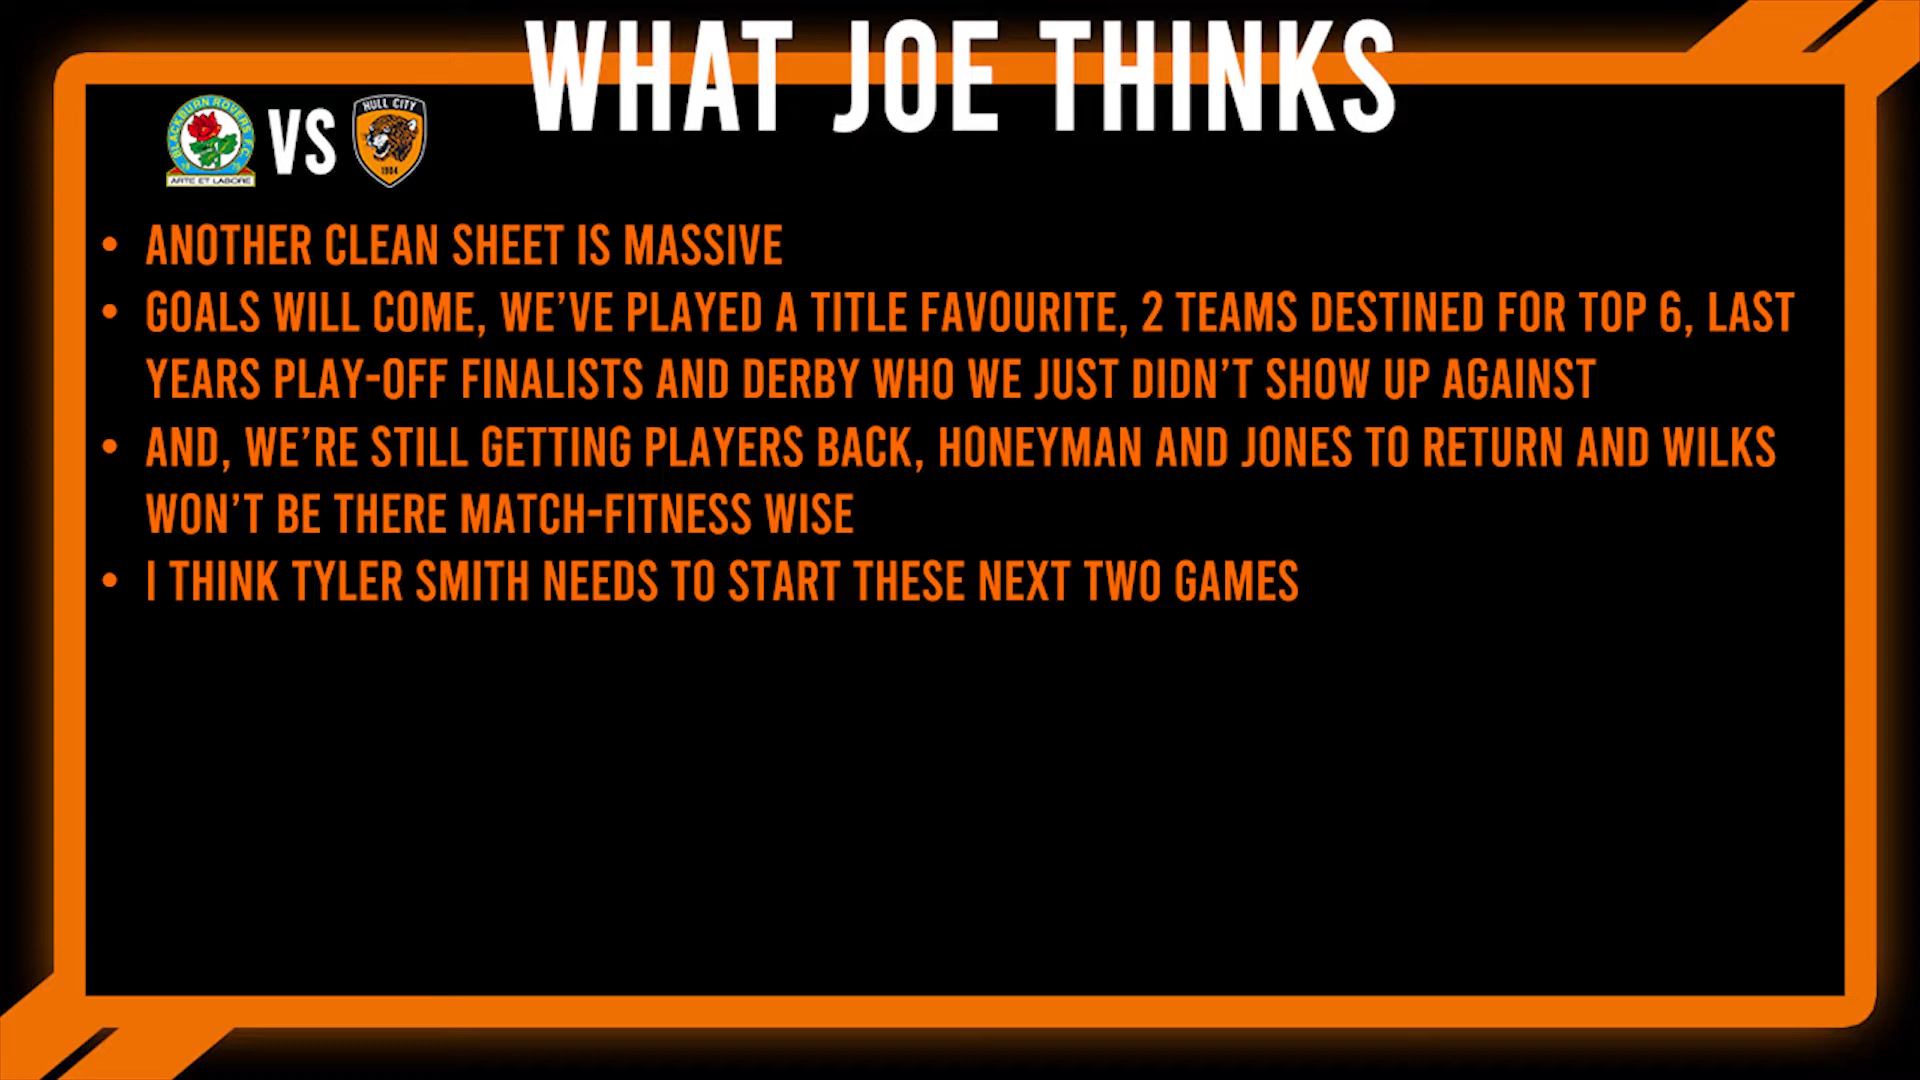 WHAT JOE THINKS
BLACKBURN ROVERS F.C.
ARTE ET LABORE
VS
HULL CITY
1904
• ANOTHER CLEAN SHEET IS MASSIVE
• GOALS WILL COME, WE’VE PLAYED A TITLE FAVOURITE, 2 TEAMS DESTINED FOR TOP 6, LAST
YEARS PLAY-OFF FINALISTS AND DERBY WHO WE JUST DIDN’T SHOW UP AGAINST
• AND, WE’RE STILL GETTING PLAYERS BACK, HONEYMAN AND JONES TO RETURN AND WILKS
WON’T BE THERE MATCH-FITNESS WISE
• I THINK TYLER SMITH NEEDS TO START THESE NEXT TWO GAMES